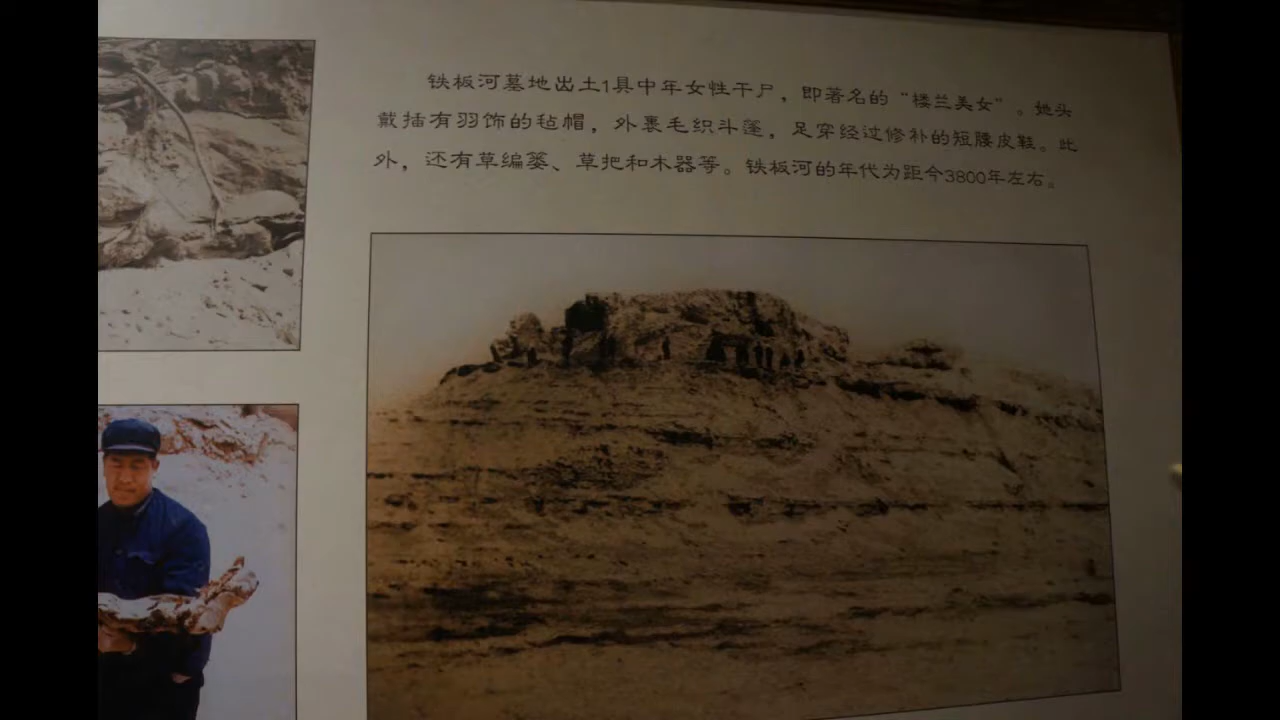 铁板河墓地出土1具中年女性干尸，即著名的“楼兰美女”。她头
戴插有羽饰的毡帽，外裹毛织斗篷，足穿经过修补的短腰皮鞋。此
外，还有草编篓、草把和木器等。铁板河的年代为距今3800年左右。